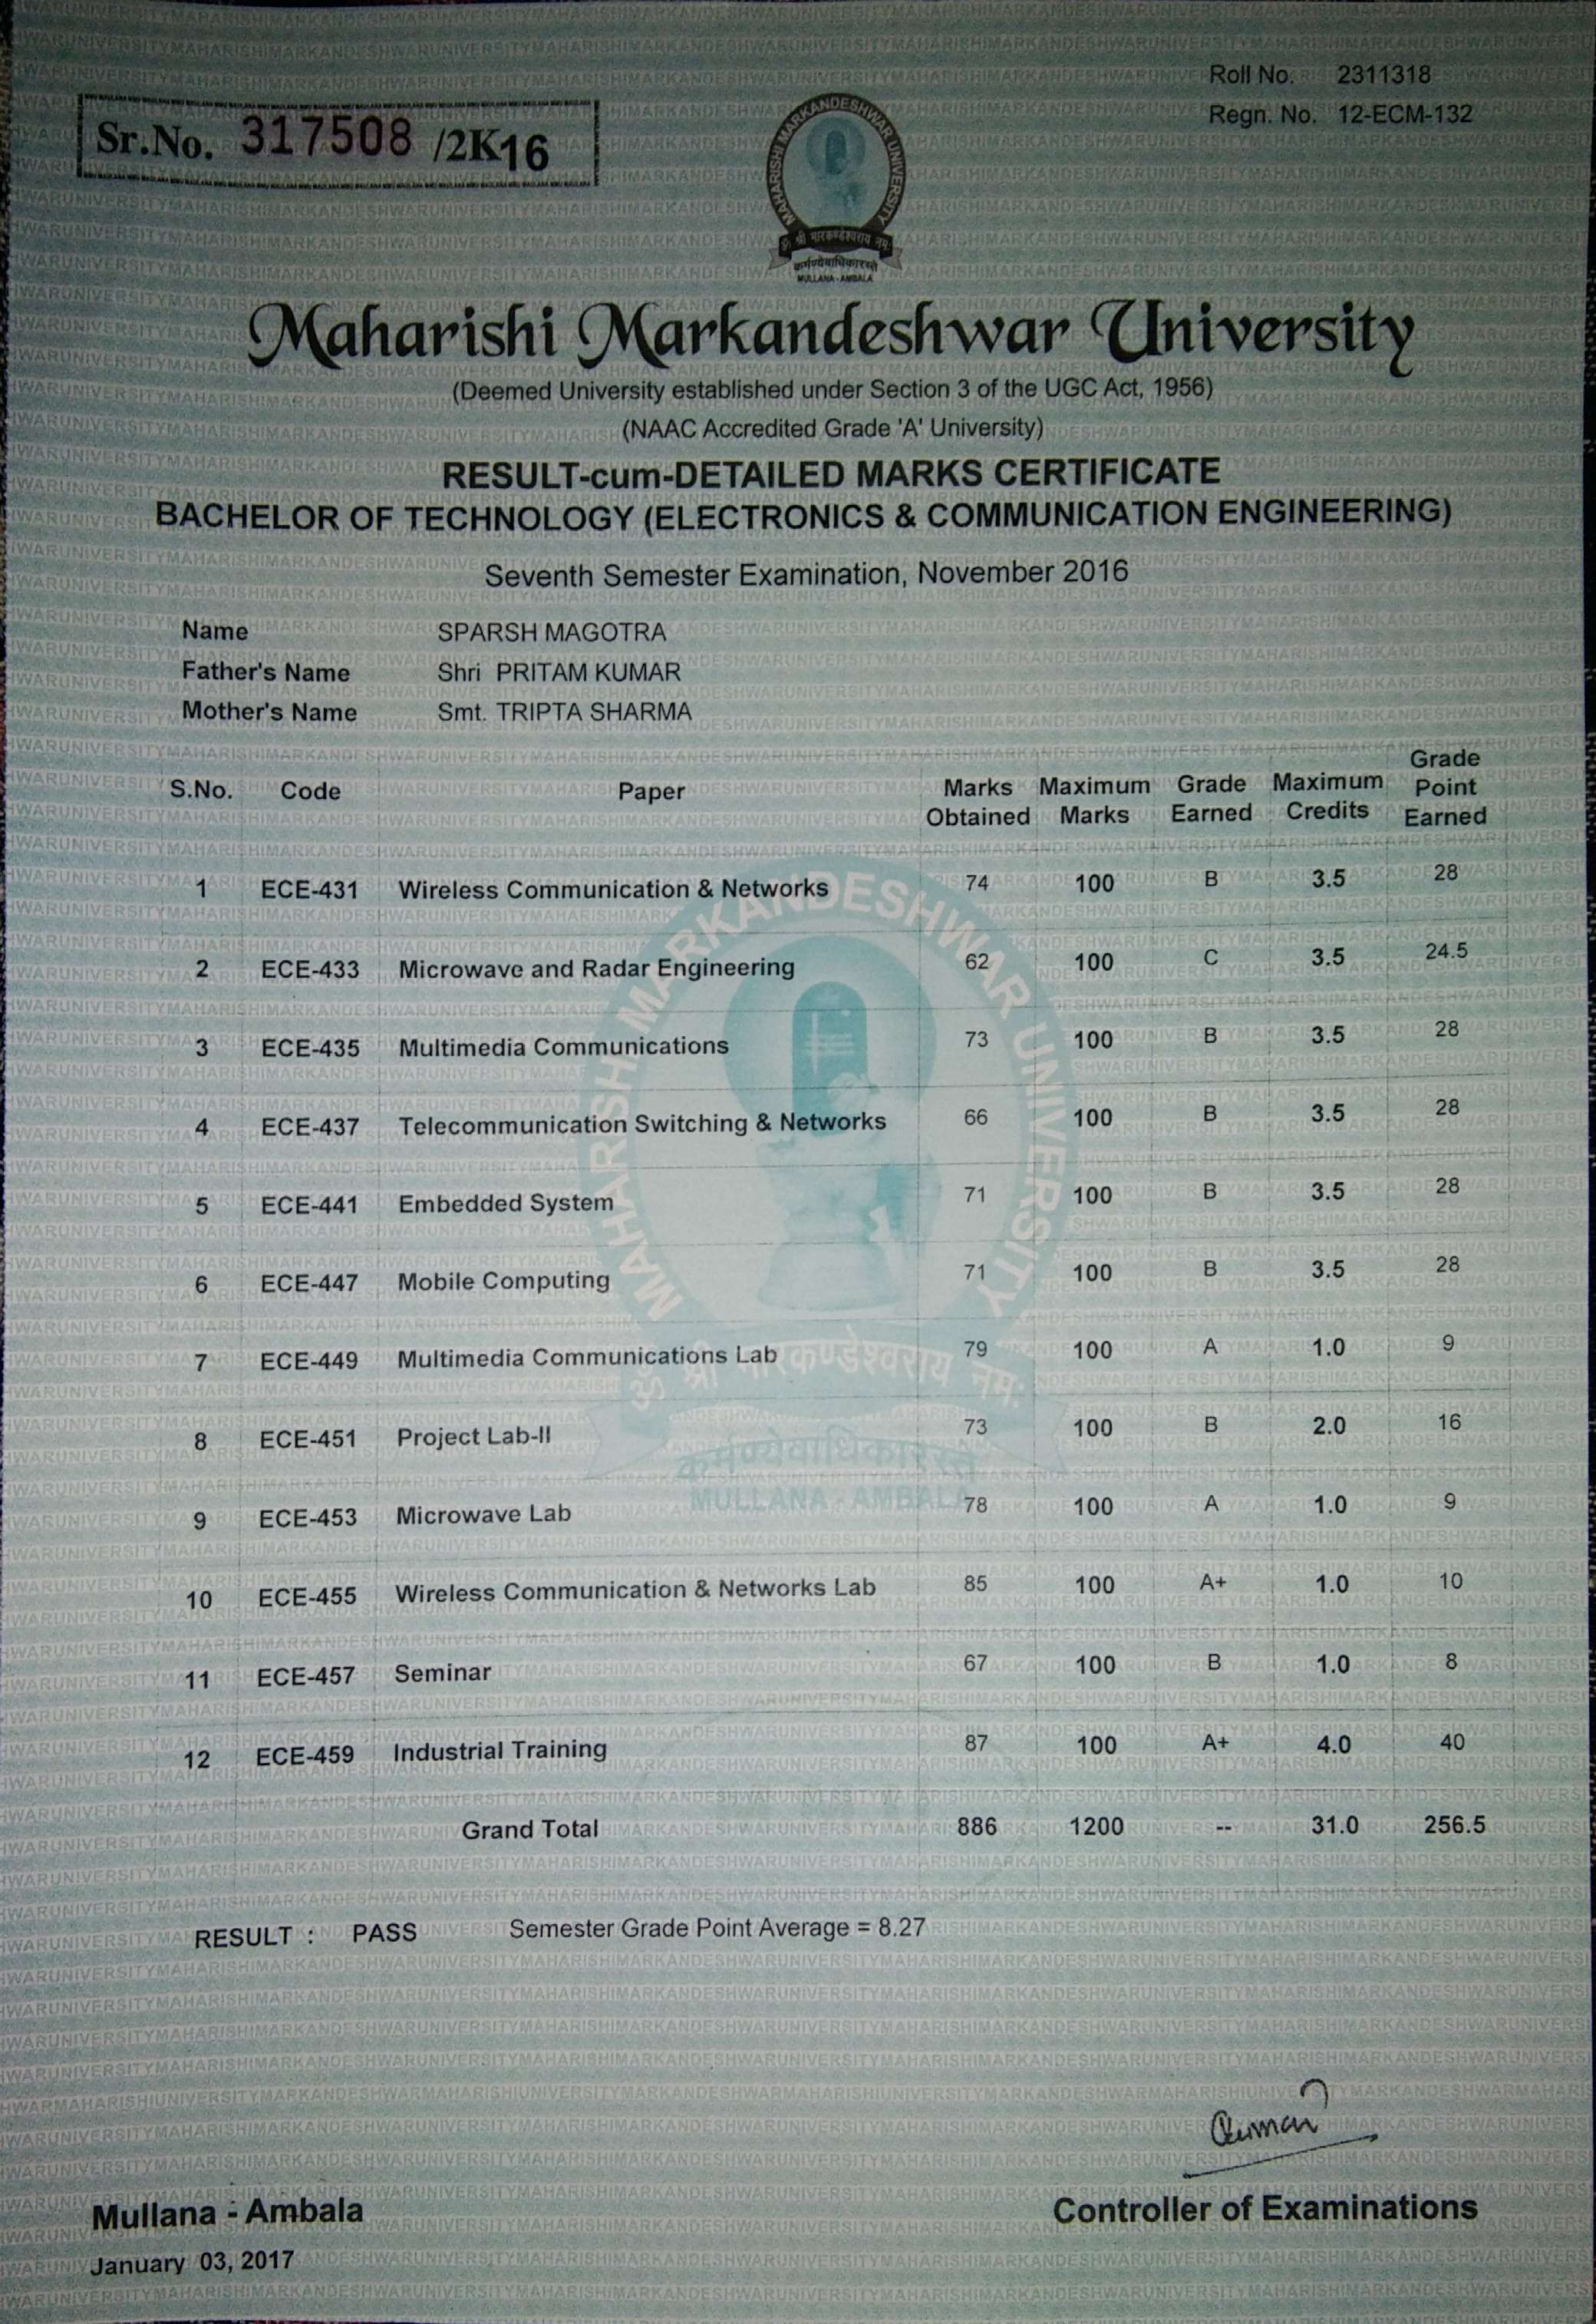 Roll No. 2311318
Regn. No. 12-ECM-132
Sr.No. 317508 /2K16
MAHARISHI MARKANDESHWAR UNIVERSITY
ॐ श्री मारकण्डेश्वराय नमः
कर्मण्येवाधिकारस्ते
MULLANA - AMBALA
Maharishi Markandeshwar University
(Deemed University established under Section 3 of the UGC Act, 1956)
(NAAC Accredited Grade 'A' University)
RESULT-cum-DETAILED MARKS CERTIFICATE
BACHELOR OF TECHNOLOGY (ELECTRONICS & COMMUNICATION ENGINEERING)
Seventh Semester Examination, November 2016
Name SPARSH MAGOTRA
Father's Name Shri PRITAM KUMAR
Mother's Name Smt. TRIPTA SHARMA
S.No. Code Paper Marks Obtained Maximum Marks Grade Earned Maximum Credits Grade Point Earned
1 ECE-431 Wireless Communication & Networks 74 100 B 3.5 28
2 ECE-433 Microwave and Radar Engineering 62 100 C 3.5 24.5
3 ECE-435 Multimedia Communications 73 100 B 3.5 28
4 ECE-437 Telecommunication Switching & Networks 66 100 B 3.5 28
5 ECE-441 Embedded System 71 100 B 3.5 28
6 ECE-447 Mobile Computing 71 100 B 3.5 28
7 ECE-449 Multimedia Communications Lab 79 100 A 1.0 9
8 ECE-451 Project Lab-II 73 100 B 2.0 16
9 ECE-453 Microwave Lab 78 100 A 1.0 9
10 ECE-455 Wireless Communication & Networks Lab 85 100 A+ 1.0 10
11 ECE-457 Seminar 67 100 B 1.0 8
12 ECE-459 Industrial Training 87 100 A+ 4.0 40
Grand Total 886 1200 -- 31.0 256.5
MAHARISHI MARKANDESHWAR UNIVERSITY
ॐ श्री मारकण्डेश्वराय नमः
कर्मण्येवाधिकारस्ते
MULLANA - AMBALA
RESULT : PASS Semester Grade Point Average = 8.27
Mullana - Ambala Controller of Examinations
January 03, 2017